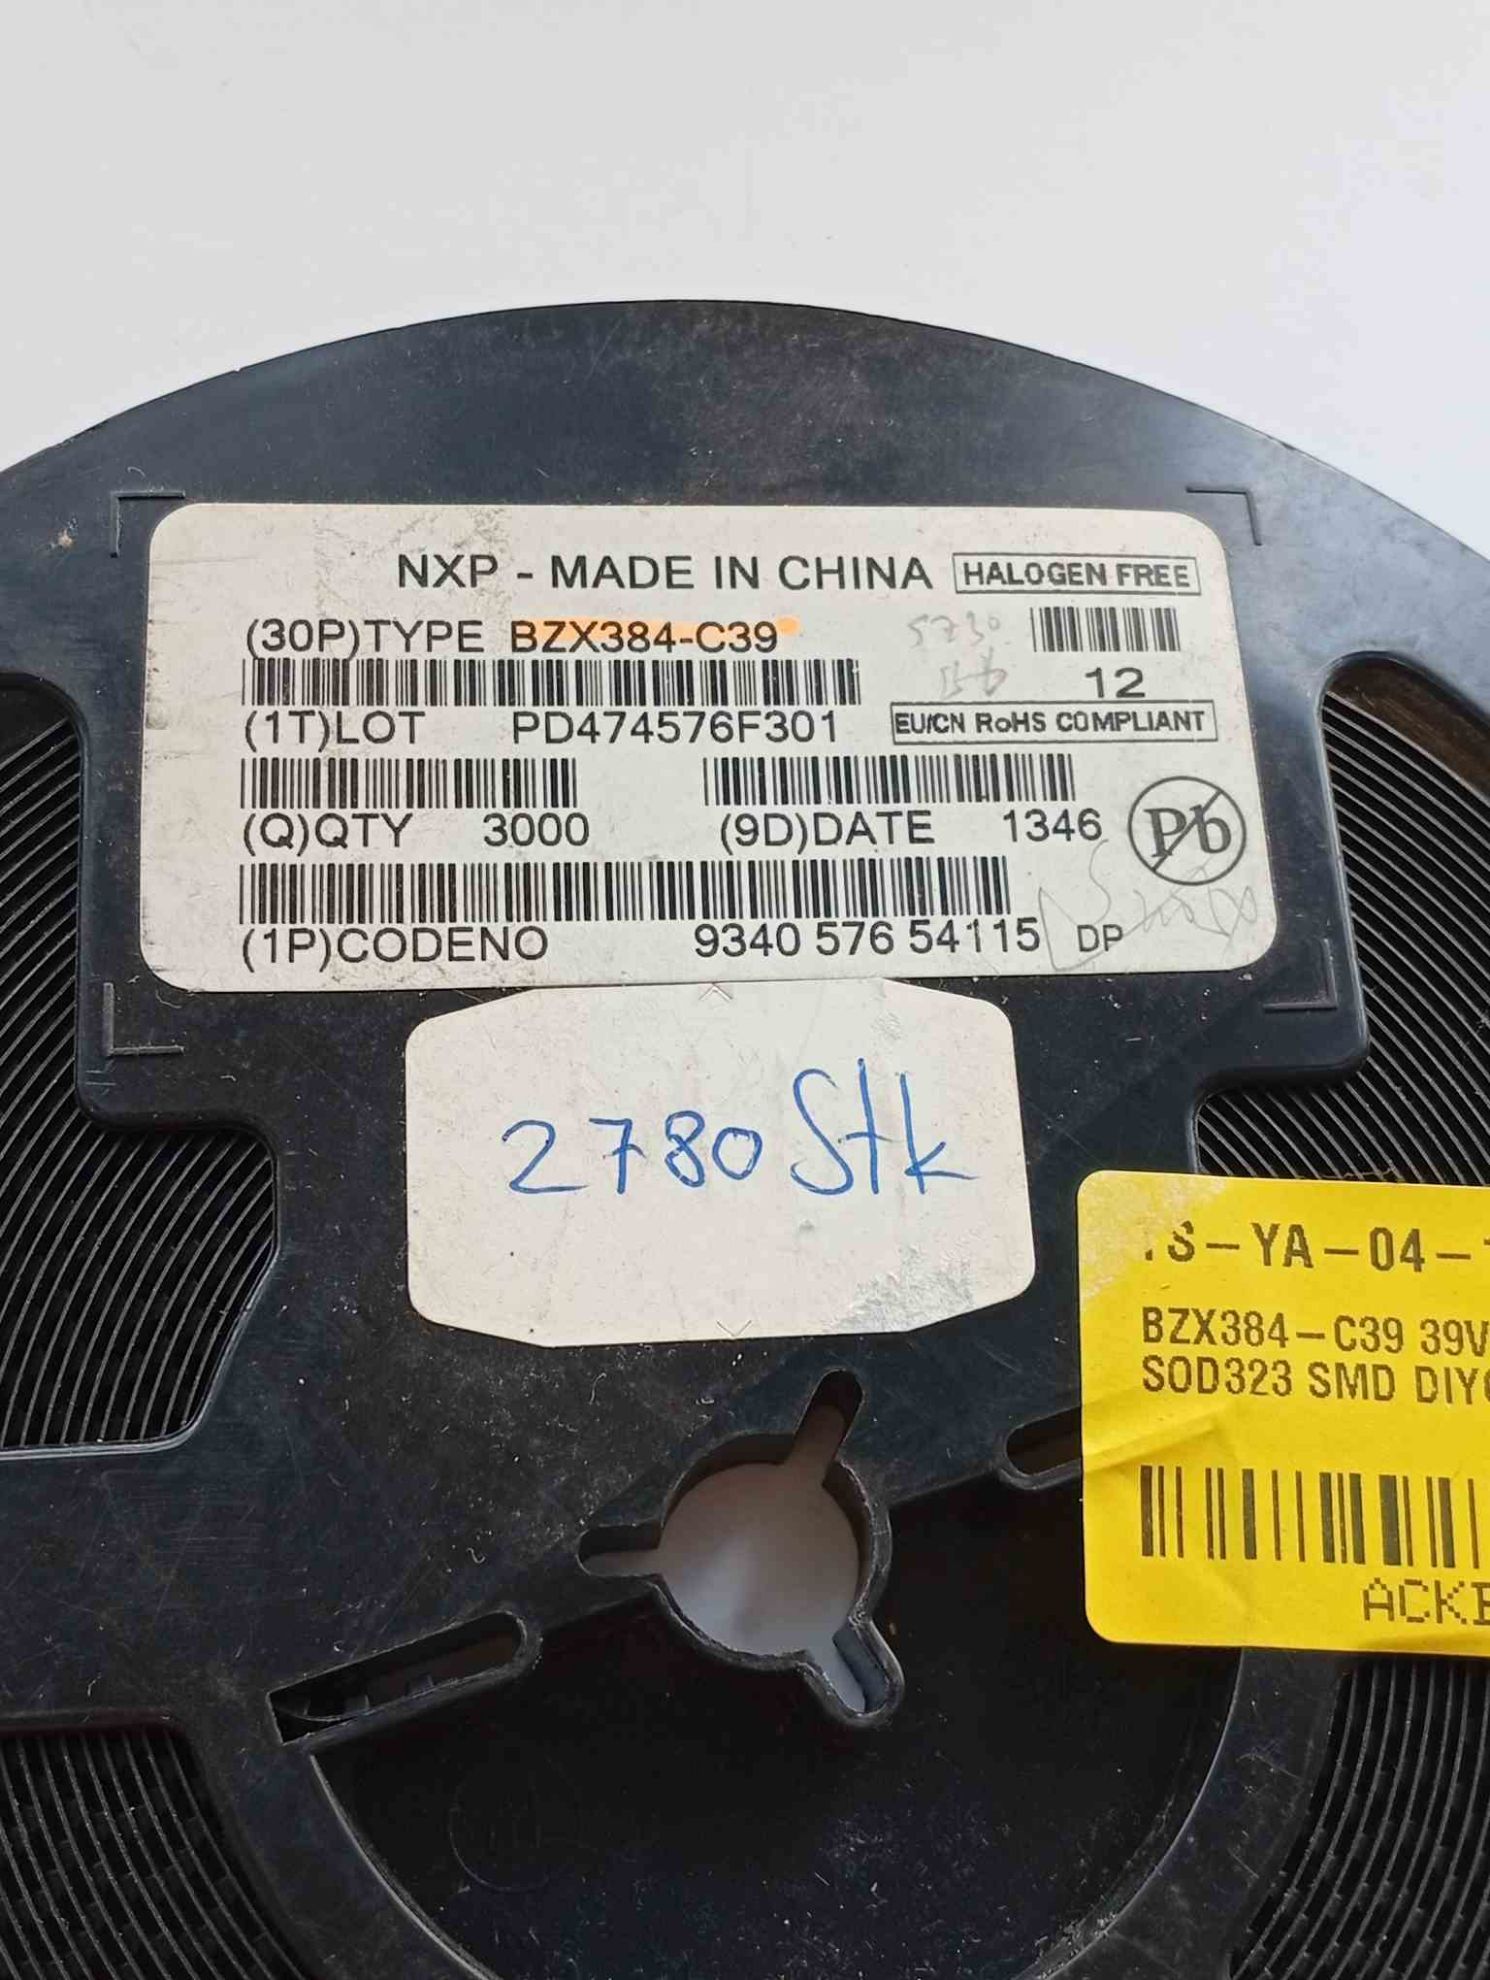 NXP - MADE IN CHINA HALOGEN FREE
(30P)TYPE BZX384-C39
12
(1T)LOT PD474576F301 EU/CN RoHS COMPLIANT
(Q)QTY 3000 (9D)DATE 1346 Pb
(1P)CODENO 9340 576 54115 DP
2780 Stk
S-YA-04-
BZX384-C39 39V
SOD323 SMD